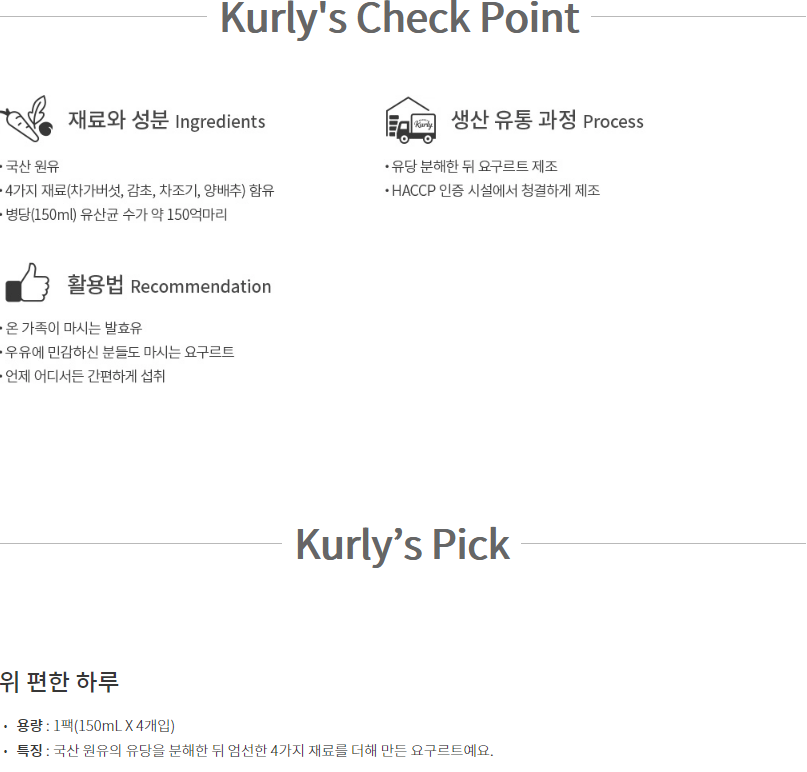 Kurly's Check Point
재료와 성분 Ingredients
• 국산 원유
• 4가지 재료(차가버섯, 감초, 차조기, 양배추) 함유
• 병당(150ml) 유산균 수가 약 150억마리
Kurly
생산 유통 과정 Process
• 유당 분해한 뒤 요구르트 제조
• HACCP 인증 시설에서 청결하게 제조
활용법 Recommendation
• 온 가족이 마시는 발효유
• 우유에 민감하신 분들도 마시는 요구르트
• 언제 어디서든 간편하게 섭취
Kurly’s Pick
위 편한 하루
· 용량 : 1팩(150mL X 4개입)
· 특징 : 국산 원유의 유당을 분해한 뒤 엄선한 4가지 재료를 더해 만든 요구르트예요.